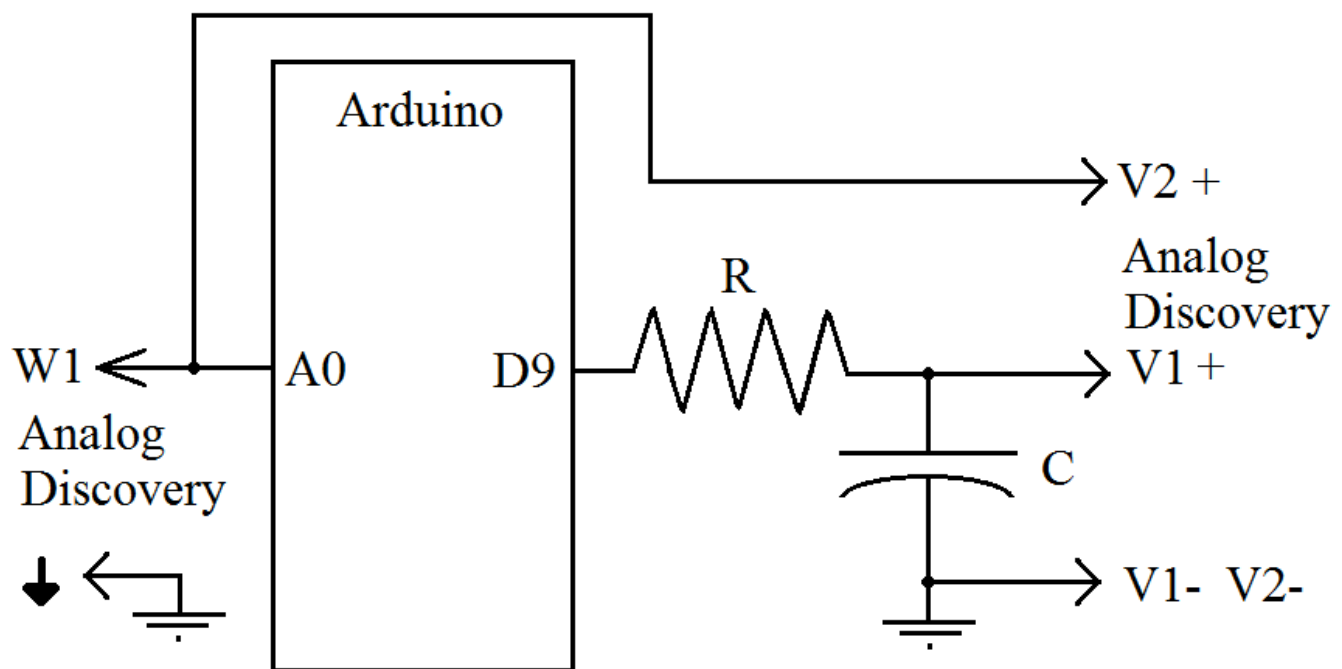 Arduino
V2 +
Analog
Discovery
R
W1
A0
D9
V1 +
Analog
Discovery
C
V1- V2-